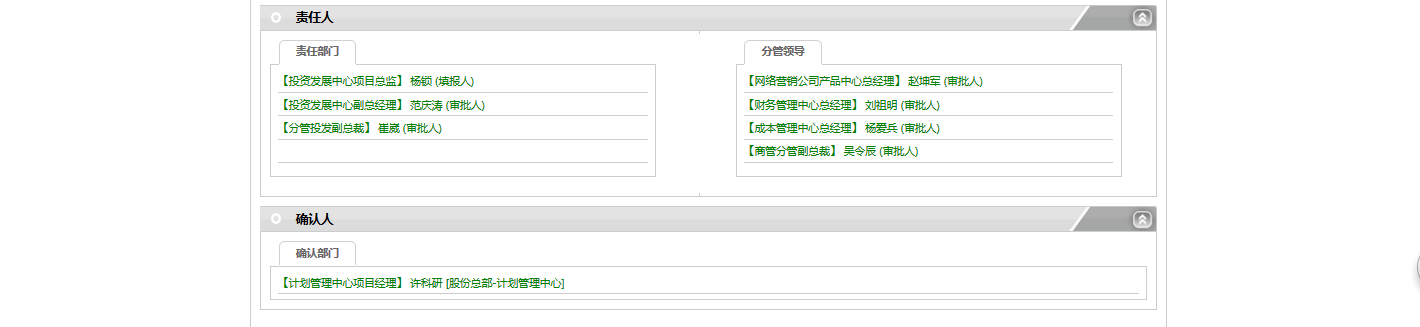 责任人
责任部门
【投资发展中心项目总监】 杨锁 (填报人)
【投资发展中心副总经理】 范庆涛 (审批人)
【分管投发副总裁】 崔崴 (审批人)
分管领导
【网络营销公司产品中心总经理】 赵坤军 (审批人)
【财务管理中心总经理】 刘祖明 (审批人)
【成本管理中心总经理】 杨爱兵 (审批人)
【商管分管副总裁】 吴令辰 (审批人)
确认人
确认部门
【计划管理中心项目经理】 许科研 [股份总部-计划管理中心]